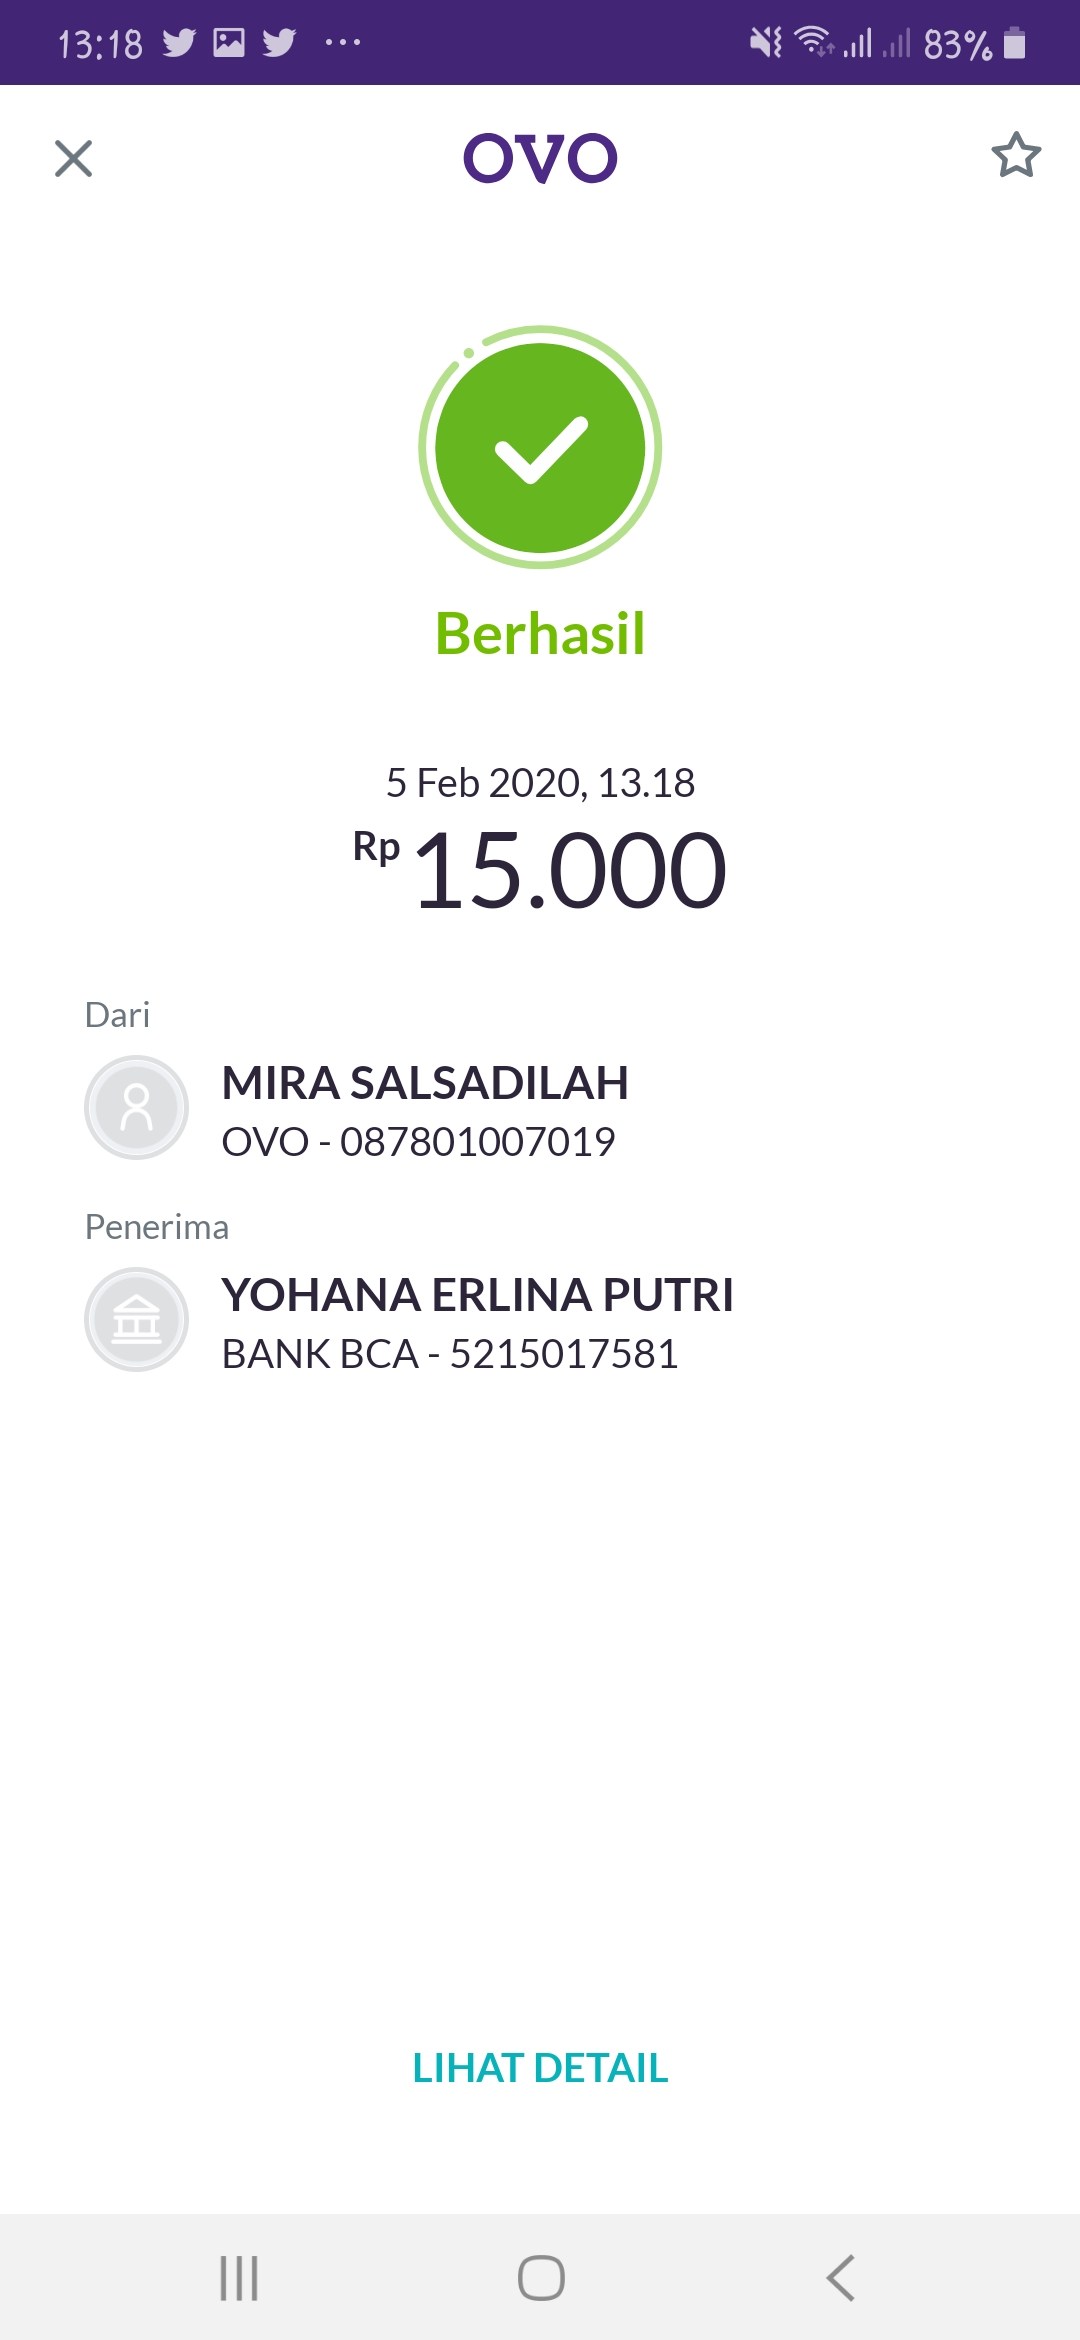 13:18
83%
OVO
Berhasil
5 Feb 2020, 13.18
Rp 15.000
Dari
MIRA SALSADILAH
OVO - 087801007019
Penerima
YOHANA ERLINA PUTRI
BANK BCA - 5215017581
LIHAT DETAIL